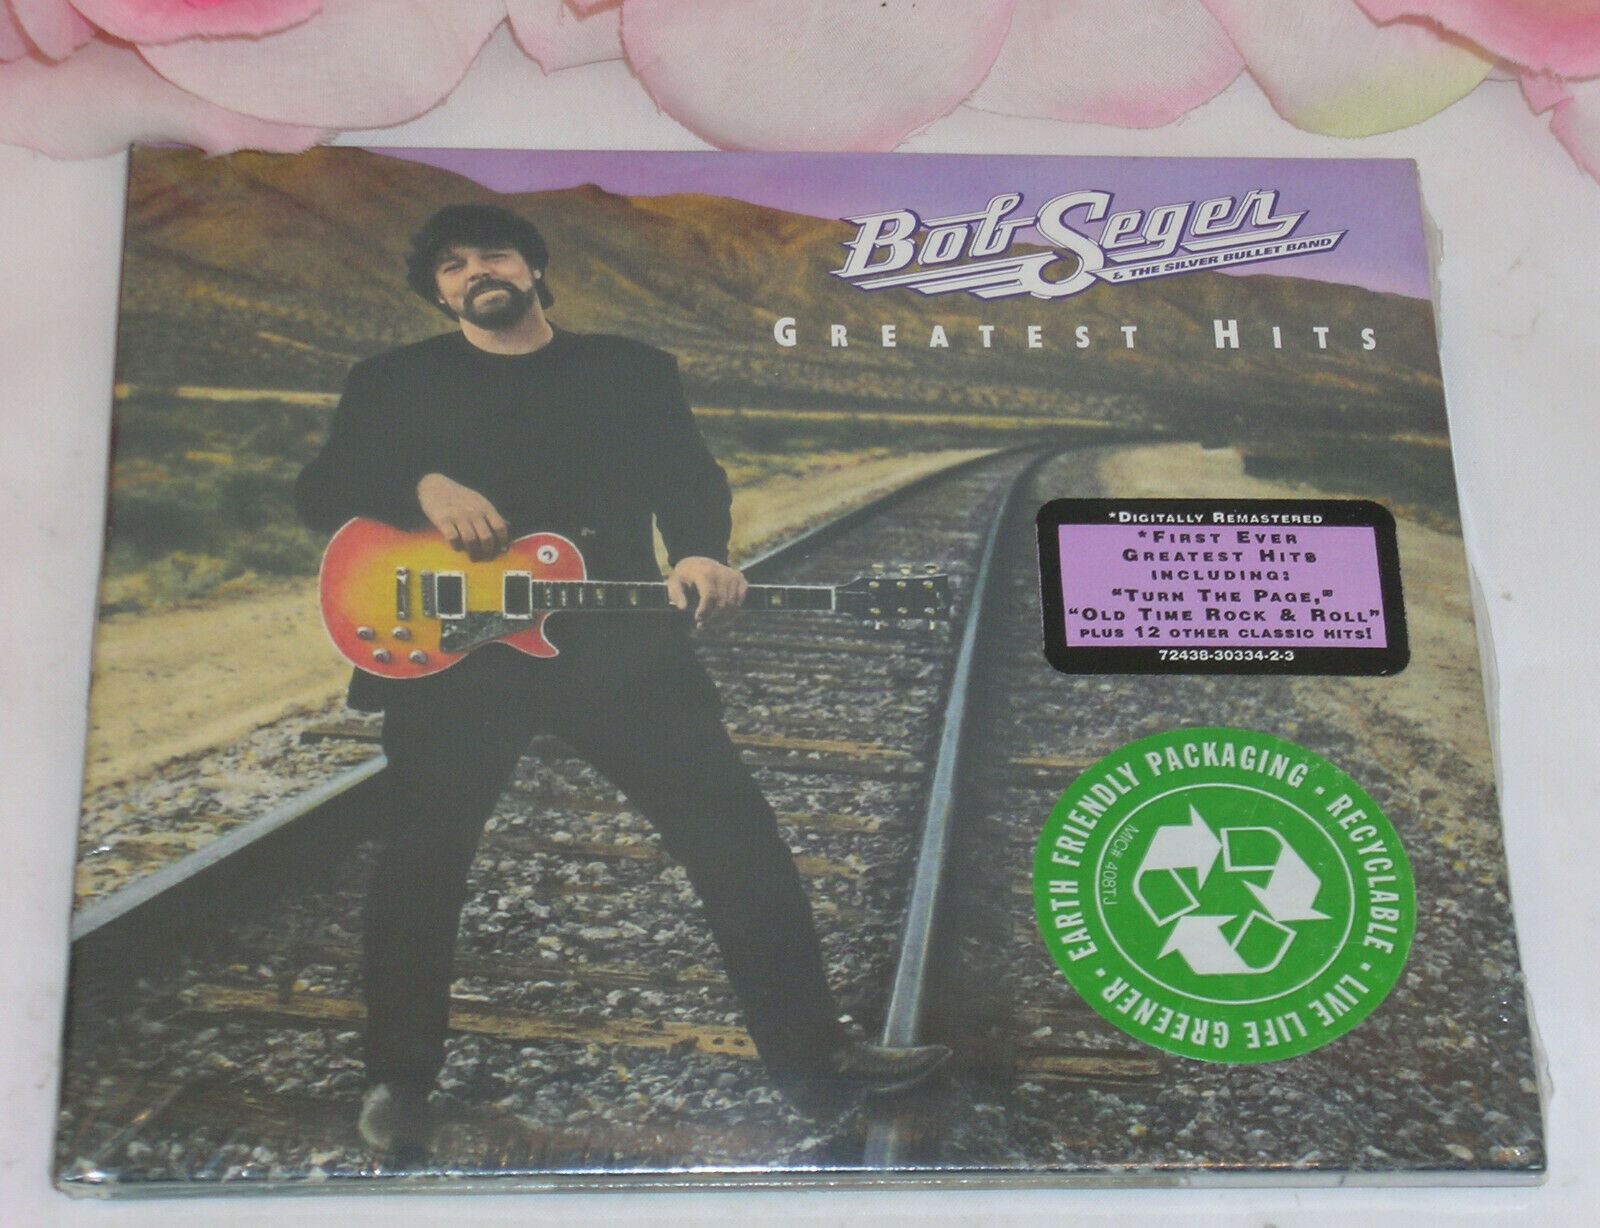 Bob Seger
& THE SILVER BULLET BAND
GREATEST HITS
*DIGITALLY REMASTERED
*FIRST EVER
GREATEST HITS
INCLUDING:
"TURN THE PAGE,"
"OLD TIME ROCK & ROLL"
PLUS 12 OTHER CLASSIC HITS!
72438-30334-2-3
EARTH FRIENDLY PACKAGING • RECYCLABLE • LIVE LIFE GREENER •
MIC# 408TJ